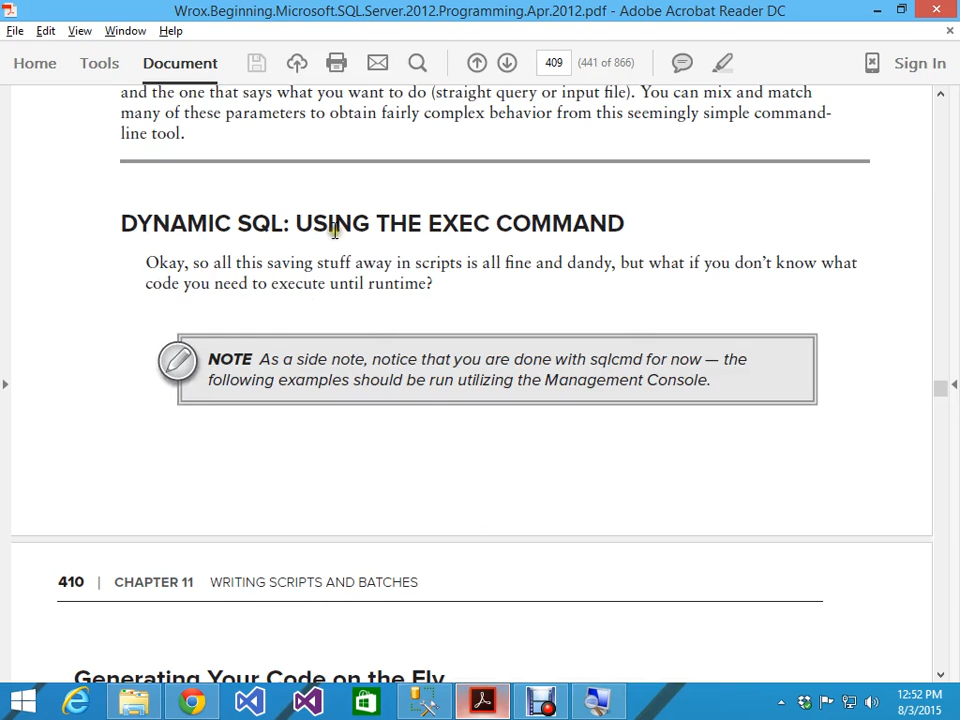 Wrox.Beginning.Microsoft.SQL.Server.2012.Programming.Apr.2012.pdf - Adobe Acrobat Reader DC
File Edit View Window Help
Home Tools Document 409 (441 of 866) Sign In
and the one that says what you want to do (straight query or input file). You can mix and match
many of these parameters to obtain fairly complex behavior from this seemingly simple command-
line tool.
DYNAMIC SQL: USING THE EXEC COMMAND
Okay, so all this saving stuff away in scripts is all fine and dandy, but what if you don't know what
code you need to execute until runtime?
NOTE As a side note, notice that you are done with sqlcmd for now — the
following examples should be run utilizing the Management Console.
410 | CHAPTER 11 WRITING SCRIPTS AND BATCHES
Generating Your Code on the Fly
12:52 PM
8/3/2015